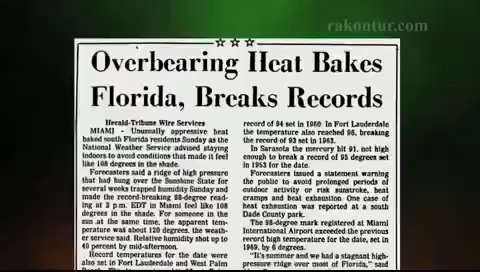 rakontur.com
Overbearing Heat Bakes
Florida, Breaks Records
Herald-Tribune Wire Services
MIAMI - Unusually aggressive heat
baked south Florida residents Sunday as the
National Weather Service advised staying
indoors to avoid conditions that made it feel
like 108 degrees in the shade.
Forecasters said a ridge of high pressure
that had hung over the Sunshine State for
several weeks trapped humidity Sunday and
made the record-breaking 98-degree read-
ing at 3 p.m. EDT in Miami feel like 108
degrees in the shade. For someone in the
sun at the same time, the apparent tem-
perature was about 120 degrees, the weath-
er service said. Relative humidity shot up to
40 percent by mid-afternoon.
Record temperatures for the date were
also set in Fort Lauderdale and West Palm
record of 94 set in 1960. In Fort Lauderdale
the temperature also reached 96, breaking
the record of 93 set in 1963.
In Sarasota the mercury hit 91, not high
enough to break a record of 95 degrees set
in 1953 for the date.
Forecasters issued a statement warning
the public to avoid prolonged periods of
outdoor activity or risk sunstroke, heat
cramps and heat exhaustion. One case of
heat exhaustion was reported at a south
Dade County park.
The 98-degree mark registered at Miami
International Airport exceeded the previous
record high temperature for the date, set in
1969, by 6 degrees.
"It's summer and we had a stagnant high-
pressure ridge over most of Florida," said